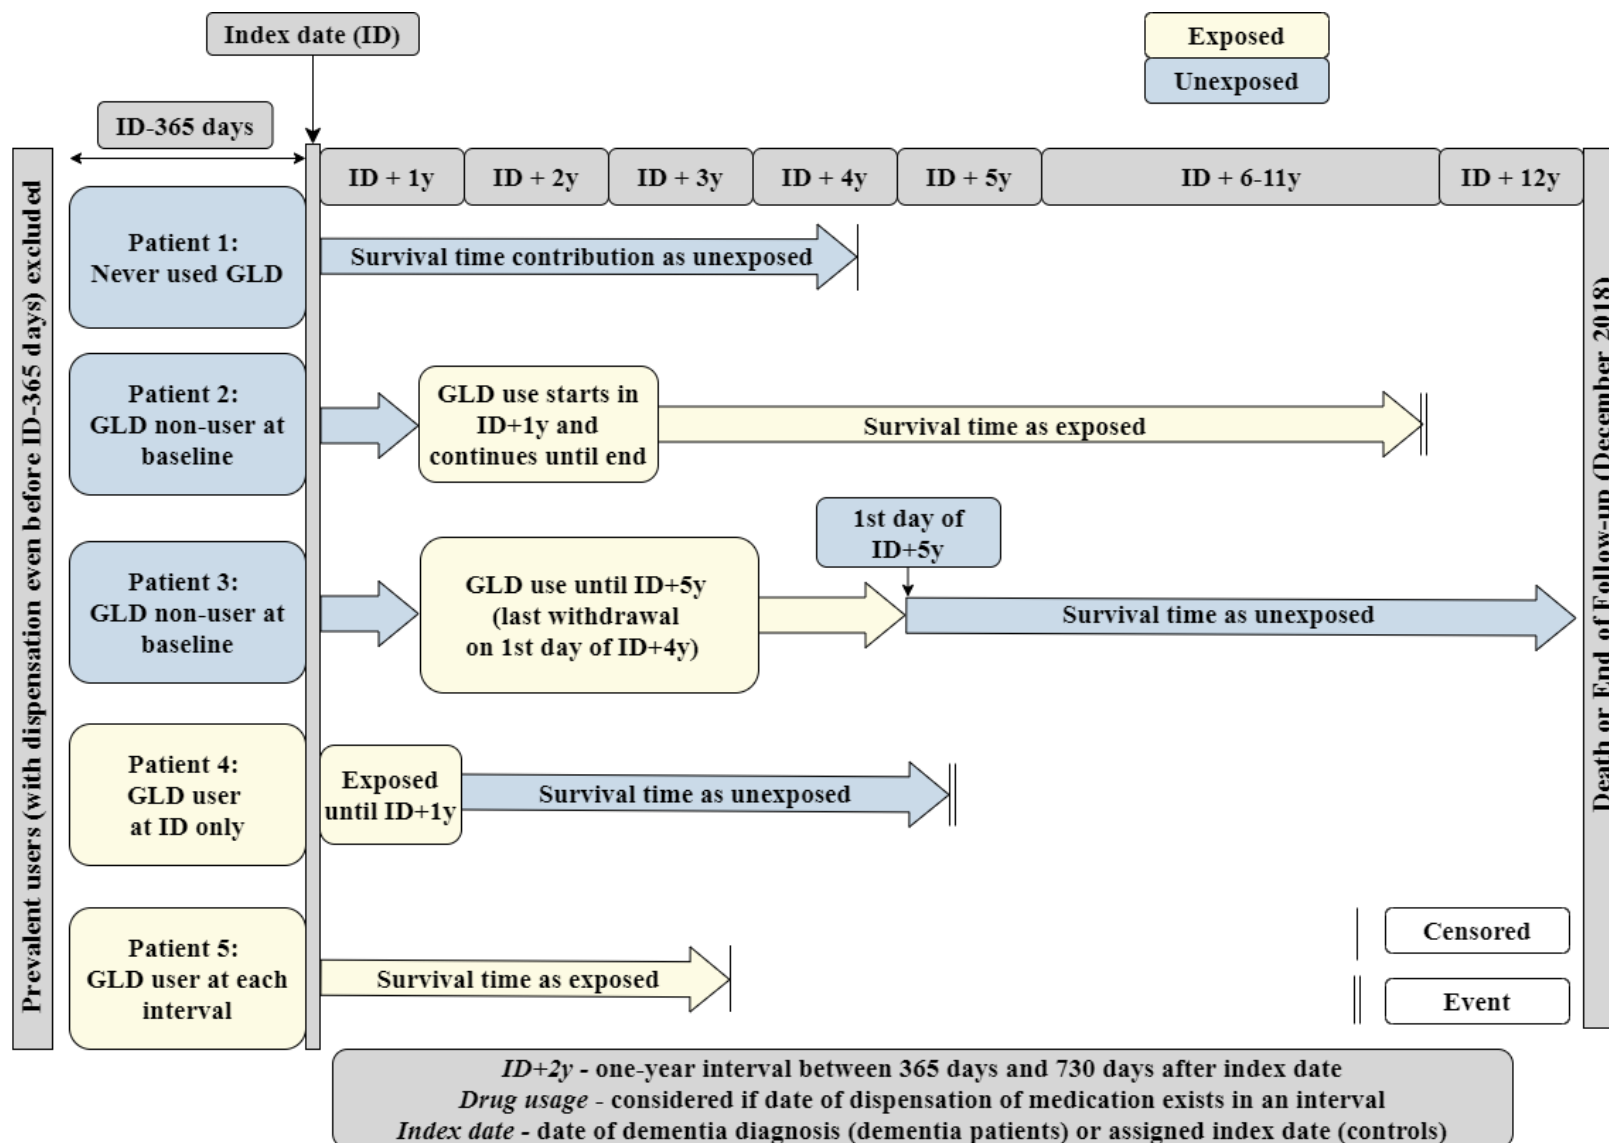 Index date (ID)
Exposed
Unexposed
ID-365 days
ID + 1y
ID + 2y
ID + 3y
ID + 4y
ID + 5y
ID + 6-11y
ID + 12y
Prevalent users (with dispensation even before ID-365 days) excluded
Death or End of Follow-up (December 2018)
Patient 1:
Never used GLD
Survival time contribution as unexposed
Patient 2:
GLD non-user at
baseline
GLD use starts in
ID+1y and
continues until end
Survival time as exposed
1st day of
ID+5y
Patient 3:
GLD non-user at
baseline
GLD use until ID+5y
(last withdrawal
on 1st day of ID+4y)
Survival time as unexposed
Patient 4:
GLD user
at ID only
Exposed
until ID+1y
Survival time as unexposed
Patient 5:
GLD user at each
interval
Survival time as exposed
Censored
Event
ID+2y - one-year interval between 365 days and 730 days after index date
Drug usage - considered if date of dispensation of medication exists in an interval
Index date - date of dementia diagnosis (dementia patients) or assigned index date (controls)